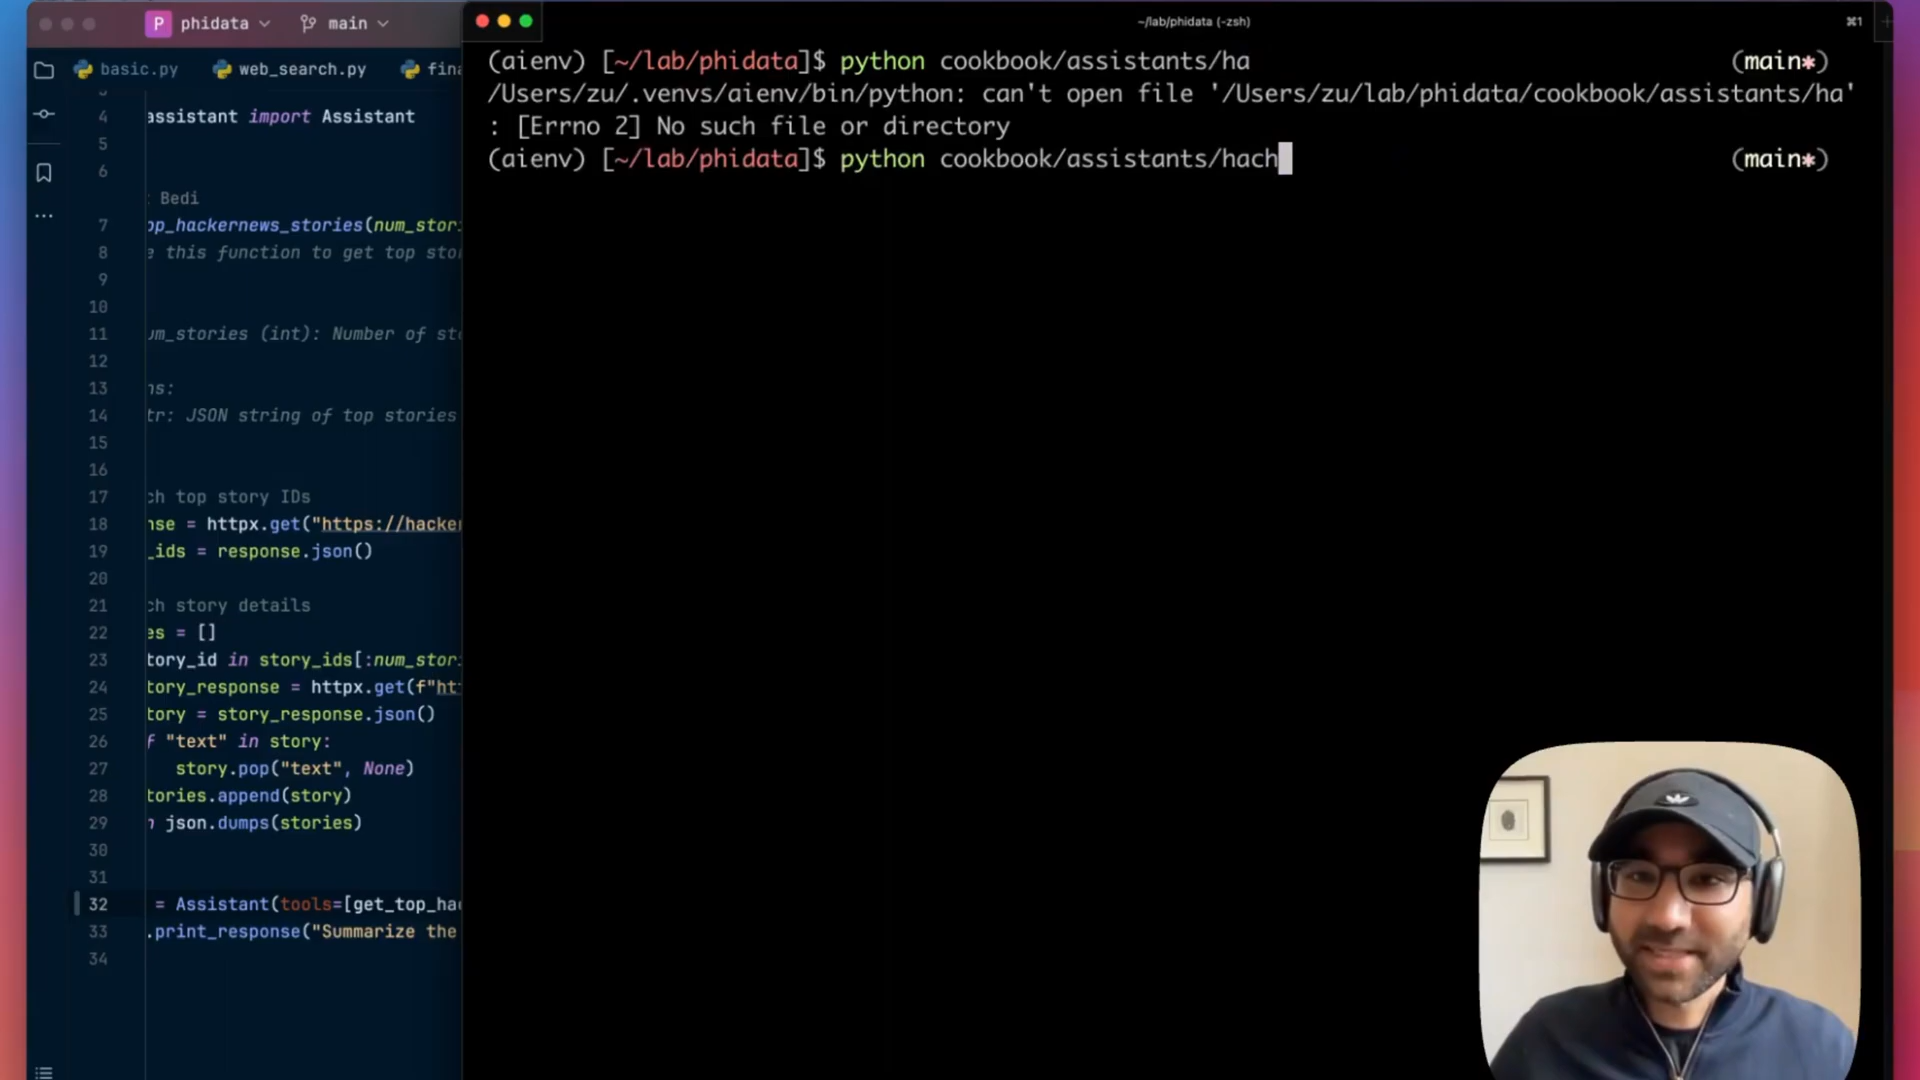 P phidata main
~/lab/phidata (-zsh)
⌘1
basic.py web_search.py fina
(aienv) [~/lab/phidata]$ python cookbook/assistants/ha (main*)
/Users/zu/.venvs/aienv/bin/python: can't open file '/Users/zu/lab/phidata/cookbook/assistants/ha'
: [Errno 2] No such file or directory
(aienv) [~/lab/phidata]$ python cookbook/assistants/hach (main*)
4 assistant import Assistant
5
6
: Bedi
7 op_hackernews_stories(num_stor
8 e this function to get top sto
9
10
11 um_stories (int): Number of sto
12
13 ns:
14 tr: JSON string of top stories
15
16
17 ch top story IDs
18 nse = httpx.get("https://hacker
19 _ids = response.json()
20
21 ch story details
22 es = []
23 tory_id in story_ids[:num_stor
24 tory_response = httpx.get(f"ht
25 tory = story_response.json()
26 f "text" in story:
27 story.pop("text", None)
28 tories.append(story)
29 n json.dumps(stories)
30
31
32 = Assistant(tools=[get_top_hac
33 .print_response("Summarize the
34